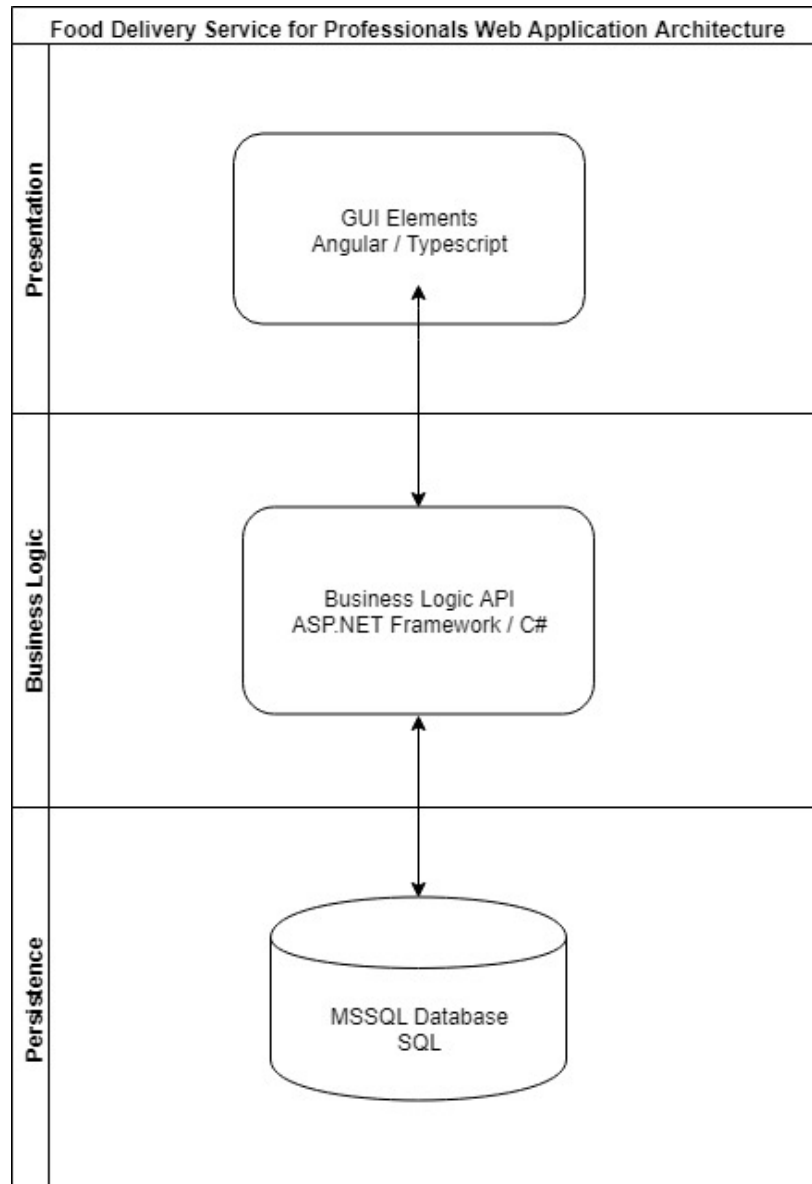 Food Delivery Service for Professionals Web Application Architecture
Presentation
GUI Elements
Angular / Typescript
Business Logic
Business Logic API
ASP.NET Framework / C#
Persistence
MSSQL Database
SQL